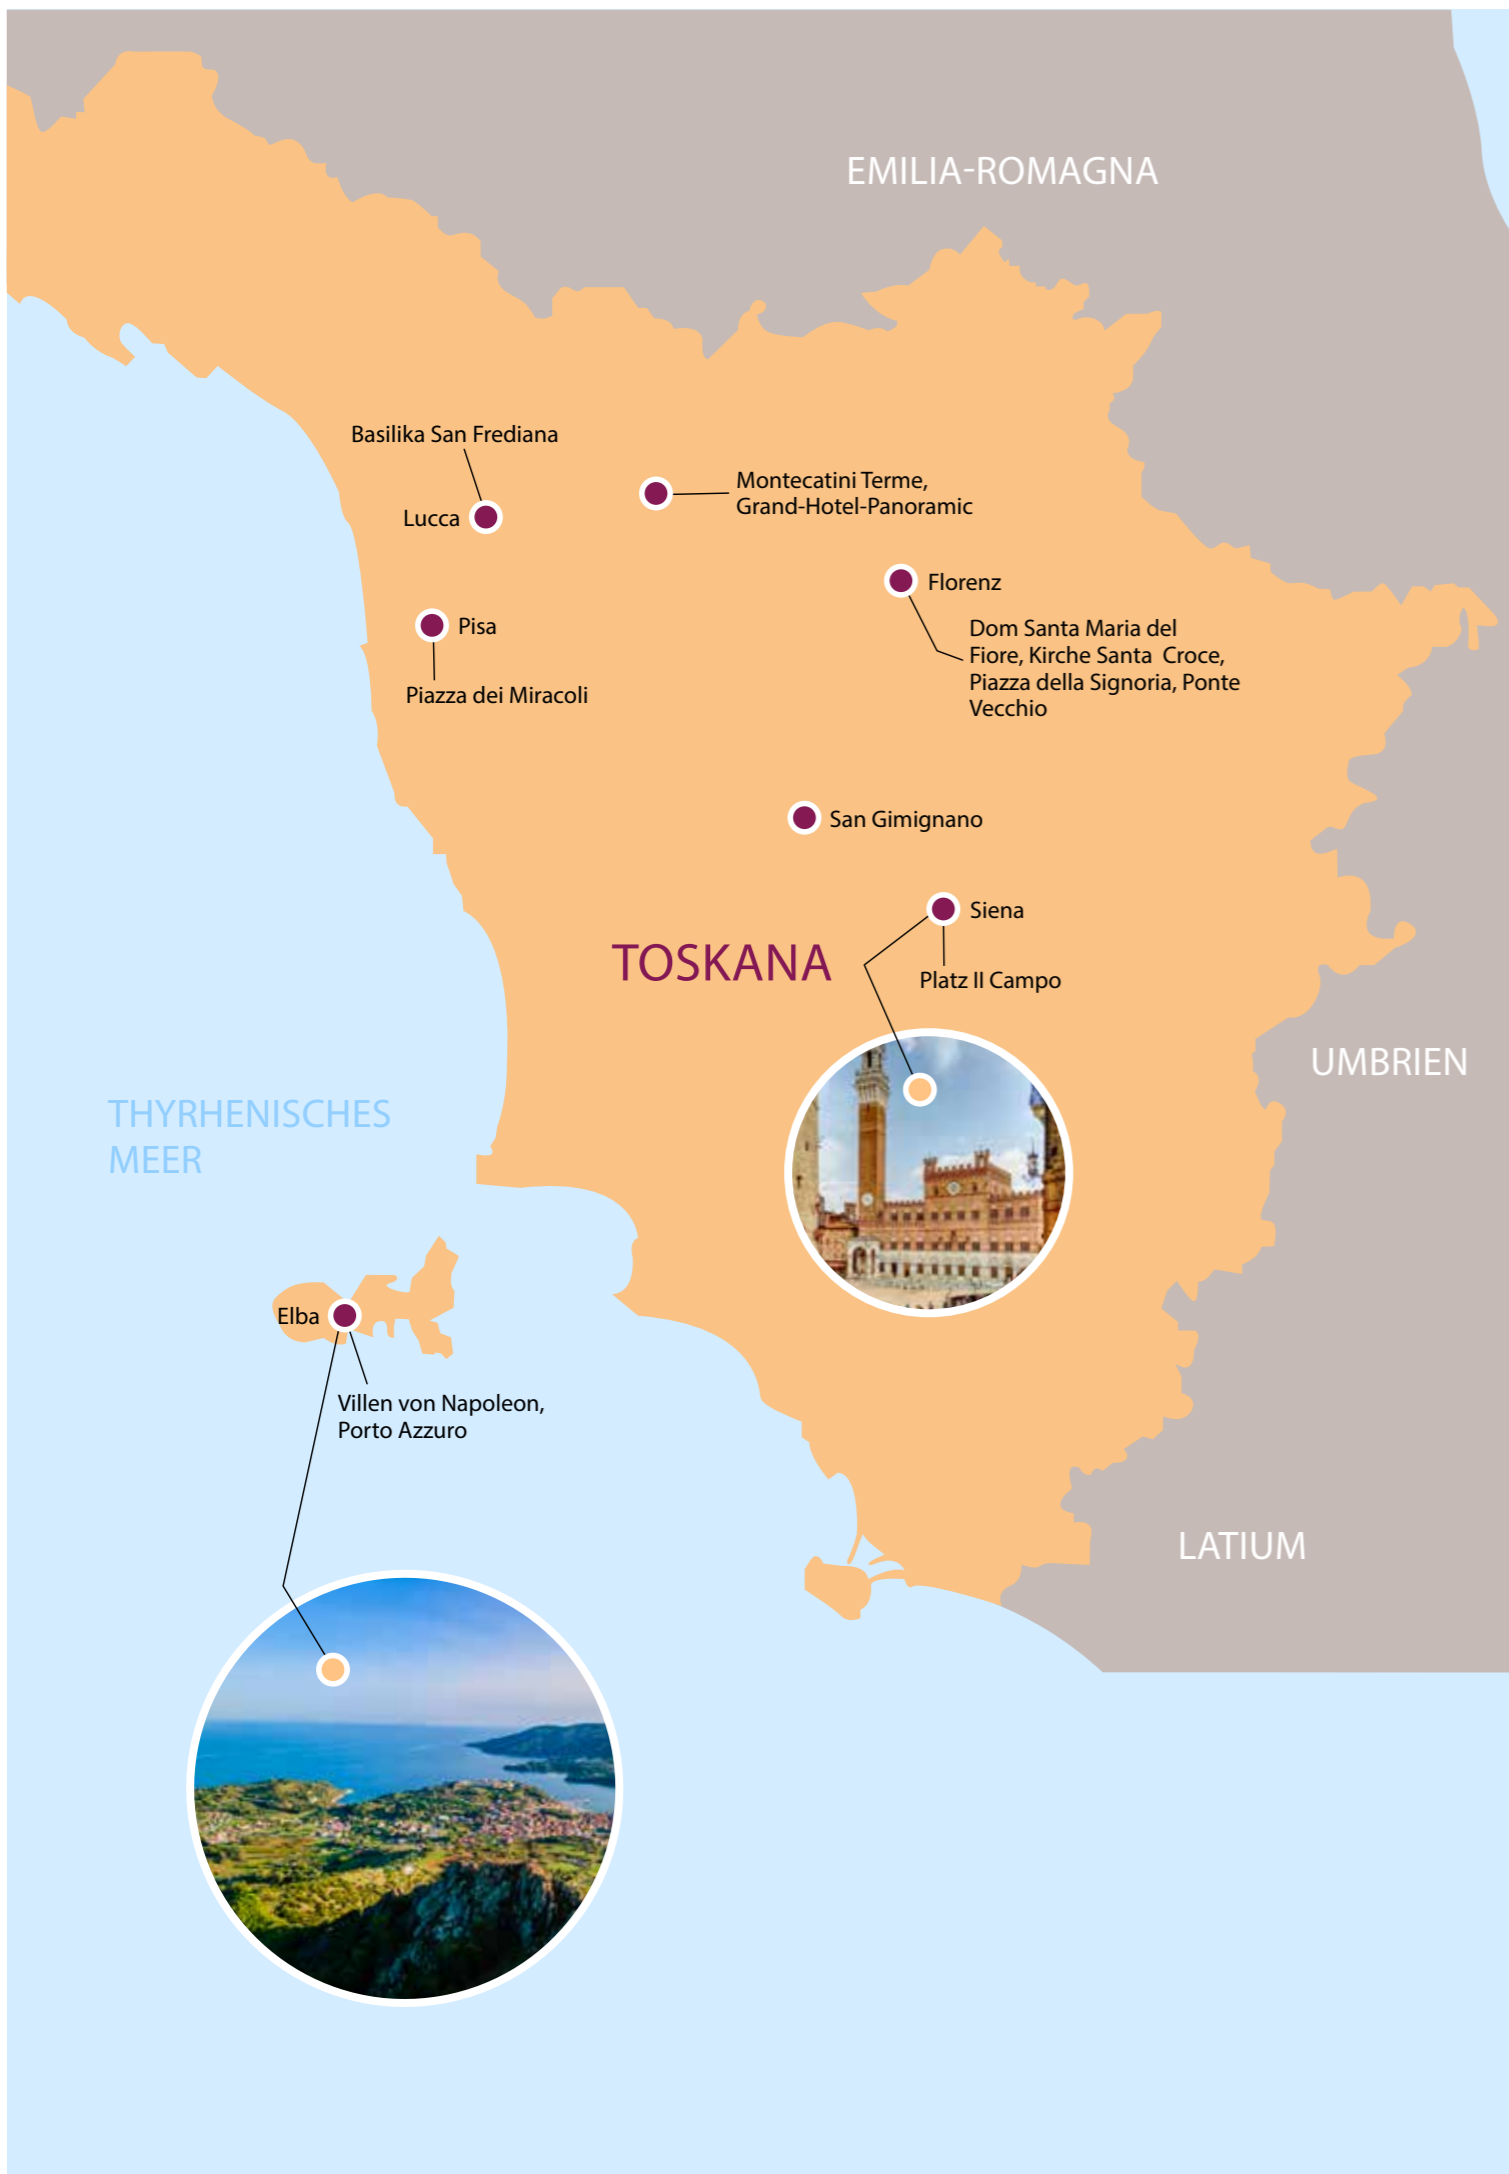 EMILIA-ROMAGNA
Basilika San Frediana
Lucca
Montecatini Terme,
Grand-Hotel-Panoramic
Florenz
Dom Santa Maria del
Fiore, Kirche Santa Croce,
Piazza della Signoria, Ponte
Vecchio
Pisa
Piazza dei Miracoli
San Gimignano
Siena
Platz Il Campo
TOSKANA
UMBRIEN
THYRHENISCHES
MEER
Elba
Villen von Napoleon,
Porto Azzuro
LATIUM